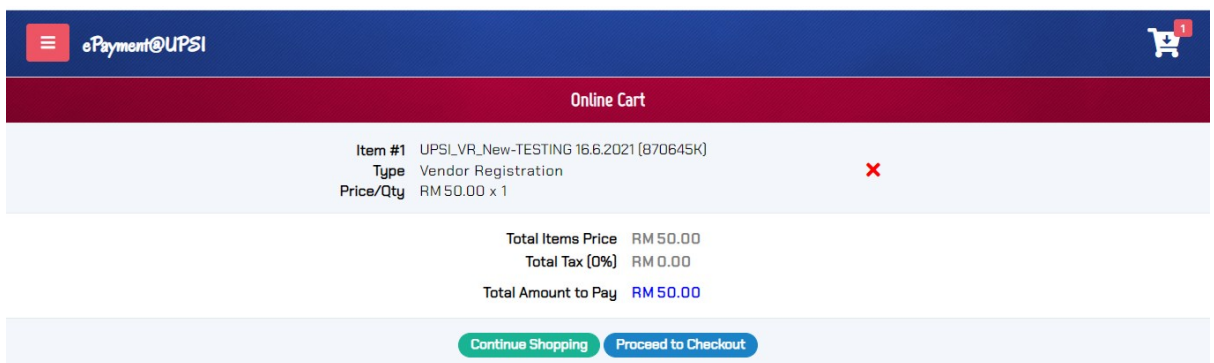 ePayment@UPSI
1
Online Cart
Item #1 UPSI_VR_New-TESTING 16.6.2021 (870645K)
Type Vendor Registration
Price/Qty RM 50.00 x 1
Total Items Price RM 50.00
Total Tax (0%) RM 0.00
Total Amount to Pay RM 50.00
Continue Shopping Proceed to Checkout